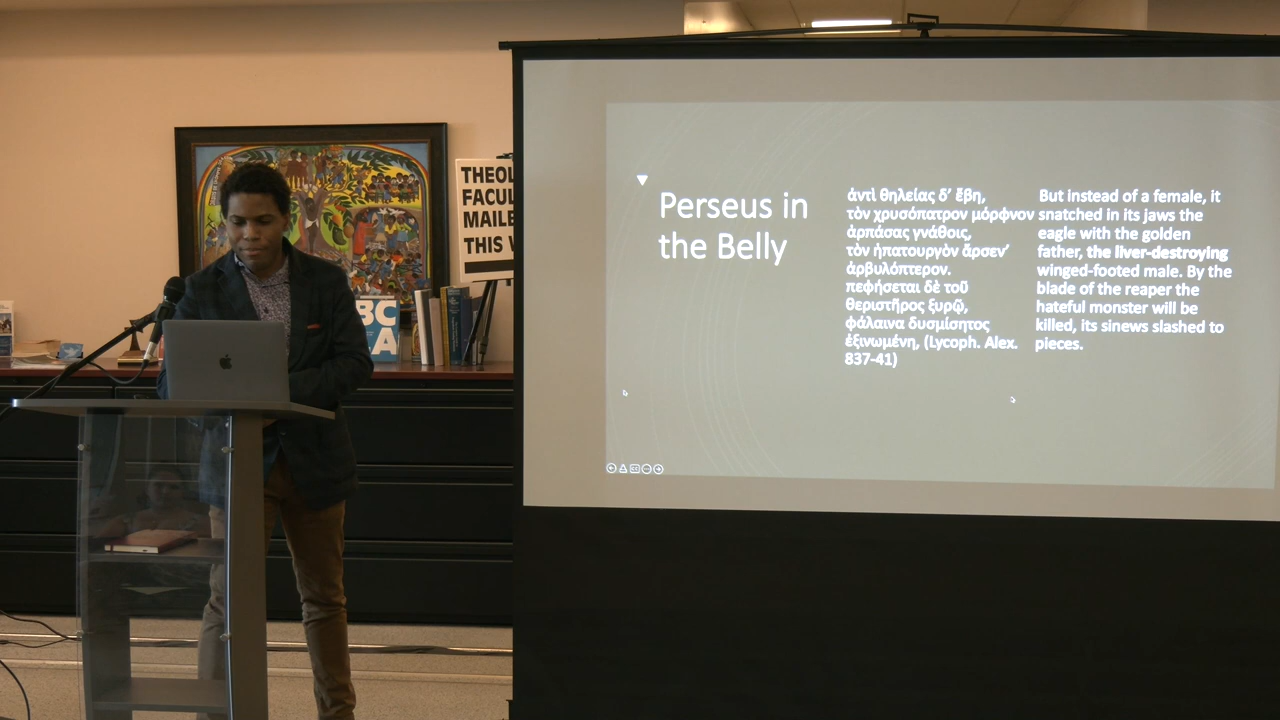 THEOL
FACUL
MAILE
THIS
BC
A
Perseus in
the Belly
ἀντὶ θηλείας δ’ ἔβη,
τὸν χρυσόπατρον μόρφνον
ἁρπάσας γνάθοις,
τὸν ἡπατουργὸν ἄρσεν’
ἀρβυλόπτερον.
πεφήσεται δὲ τοῦ
θεριστῆρος ξυρῷ,
φάλαινα δυσμίσητος
ἐξινωμένη, (Lycoph. Alex.
837-41)
But instead of a female, it
snatched in its jaws the
eagle with the golden
father, the liver-destroying
winged-footed male. By the
blade of the reaper the
hateful monster will be
killed, its sinews slashed to
pieces.